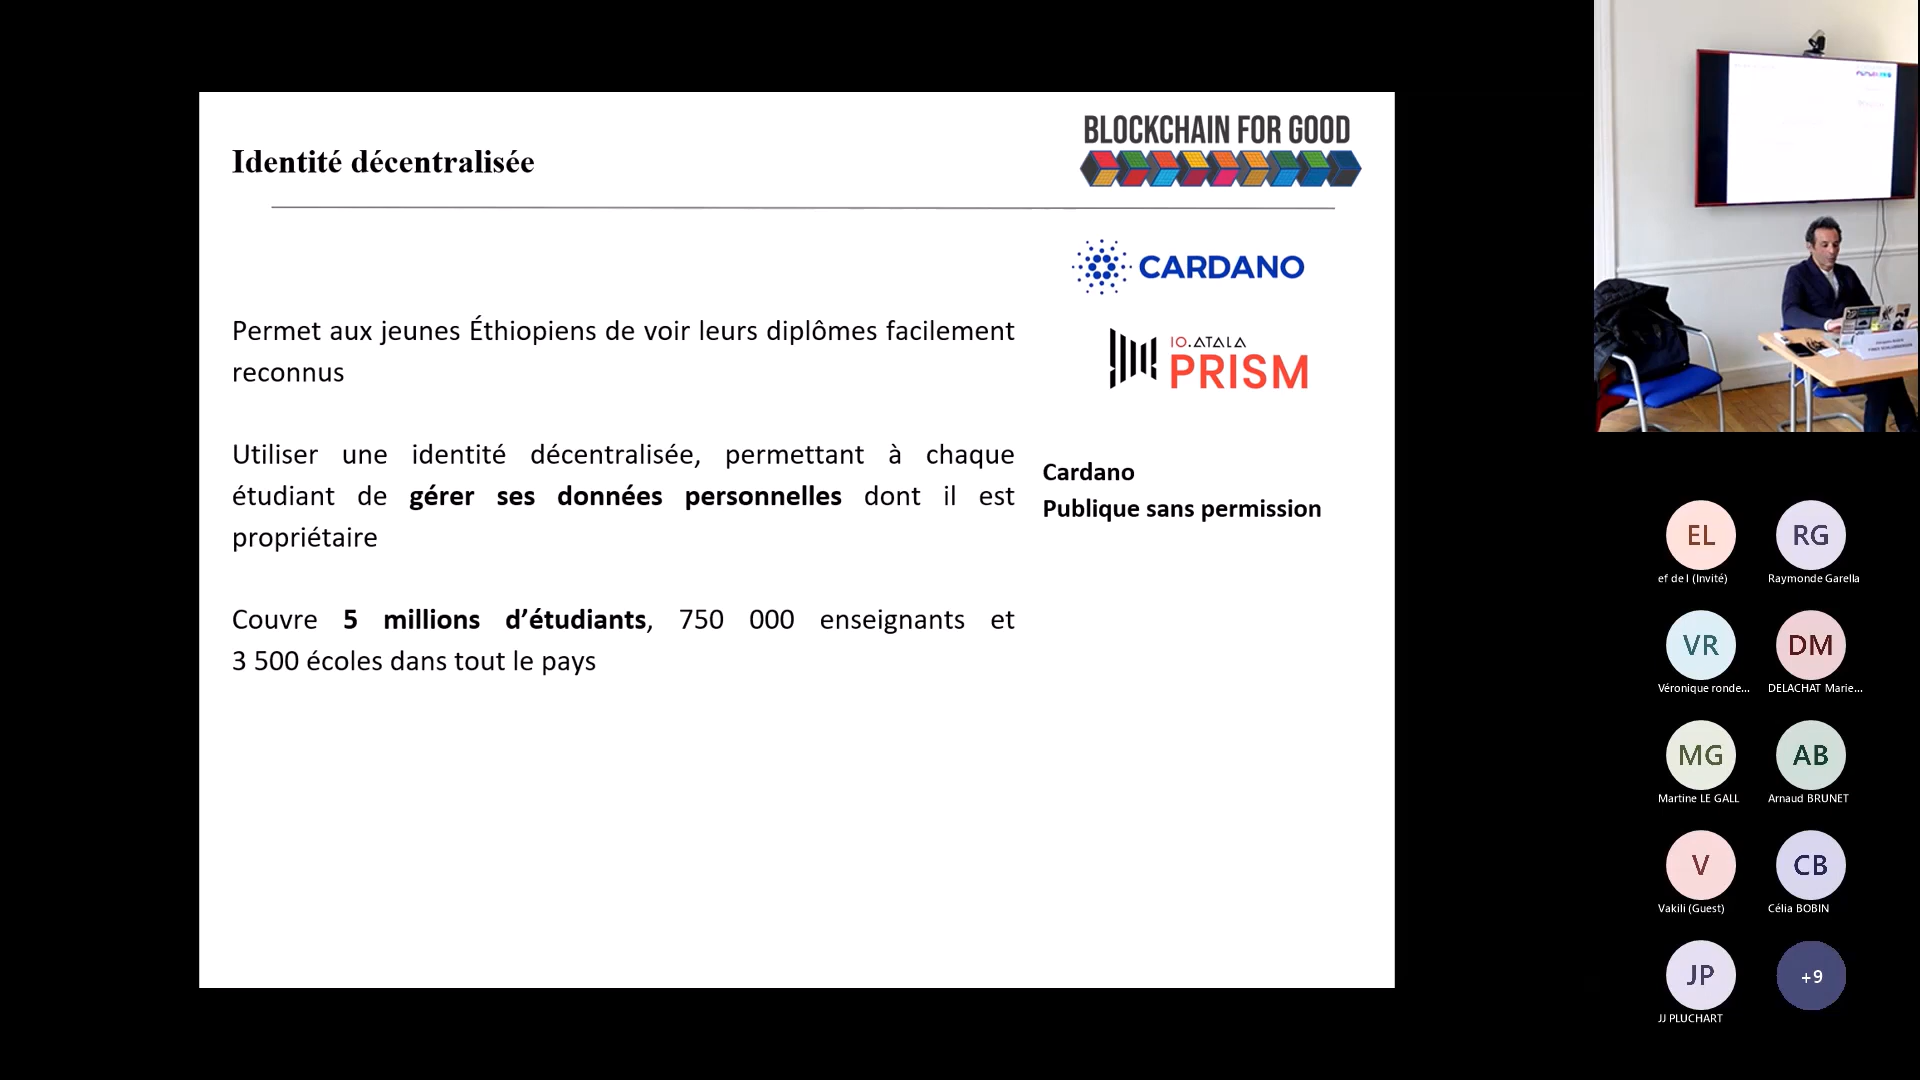 BLOCKCHAIN FOR GOOD
Identité décentralisée
CARDANO
IO.ATALA
PRISM
Permet aux jeunes Éthiopiens de voir leurs diplômes facilement
reconnus
Utiliser une identité décentralisée, permettant à chaque
étudiant de gérer ses données personnelles dont il est
propriétaire
Couvre 5 millions d’étudiants, 750 000 enseignants et
3 500 écoles dans tout le pays
Cardano
Publique sans permission
EL
ef de l (Invité)
RG
Raymonde Garella
VR
Véronique ronde...
DM
DELACHAT Marie...
MG
Martine LE GALL
AB
Arnaud BRUNET
V
Vakili (Guest)
CB
Célia BOBIN
JP
JJ PLUCHART
+9